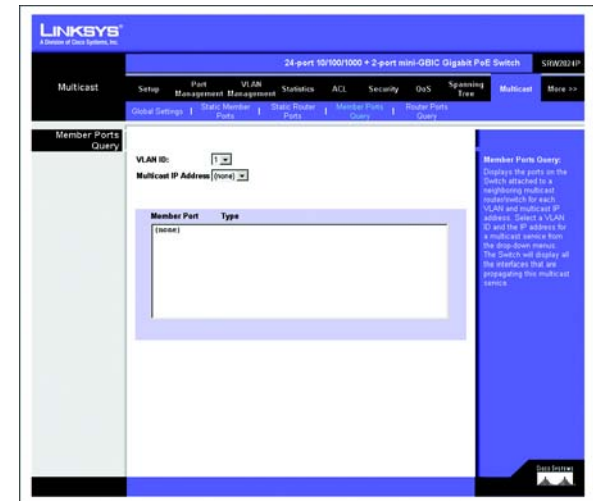 LINKSYS®
A Division of Cisco Systems, Inc.
24-port 10/100/1000 + 2-port mini-GBIC Gigabit PoE Switch
SRW2024P
Multicast
Setup
Port Management
VLAN Management
Statistics
ACL
Security
QoS
Spanning Tree
Multicast
More >>
Global Settings
Static Member Ports
Static Router Ports
Member Ports Query
Router Ports Query
Member Ports Query
VLAN ID: 1
Multicast IP Address (none)
Member Port Type
(none)
Member Ports Query:
Displays the ports on the
Switch attached to a
neighboring multicast
router/switch for each
VLAN and multicast IP
address. Select a VLAN
ID and the IP address for
a multicast service from
the drop-down menus.
The Switch will display all
the interfaces that are
propagating this multicast
service.
CISCO SYSTEMS